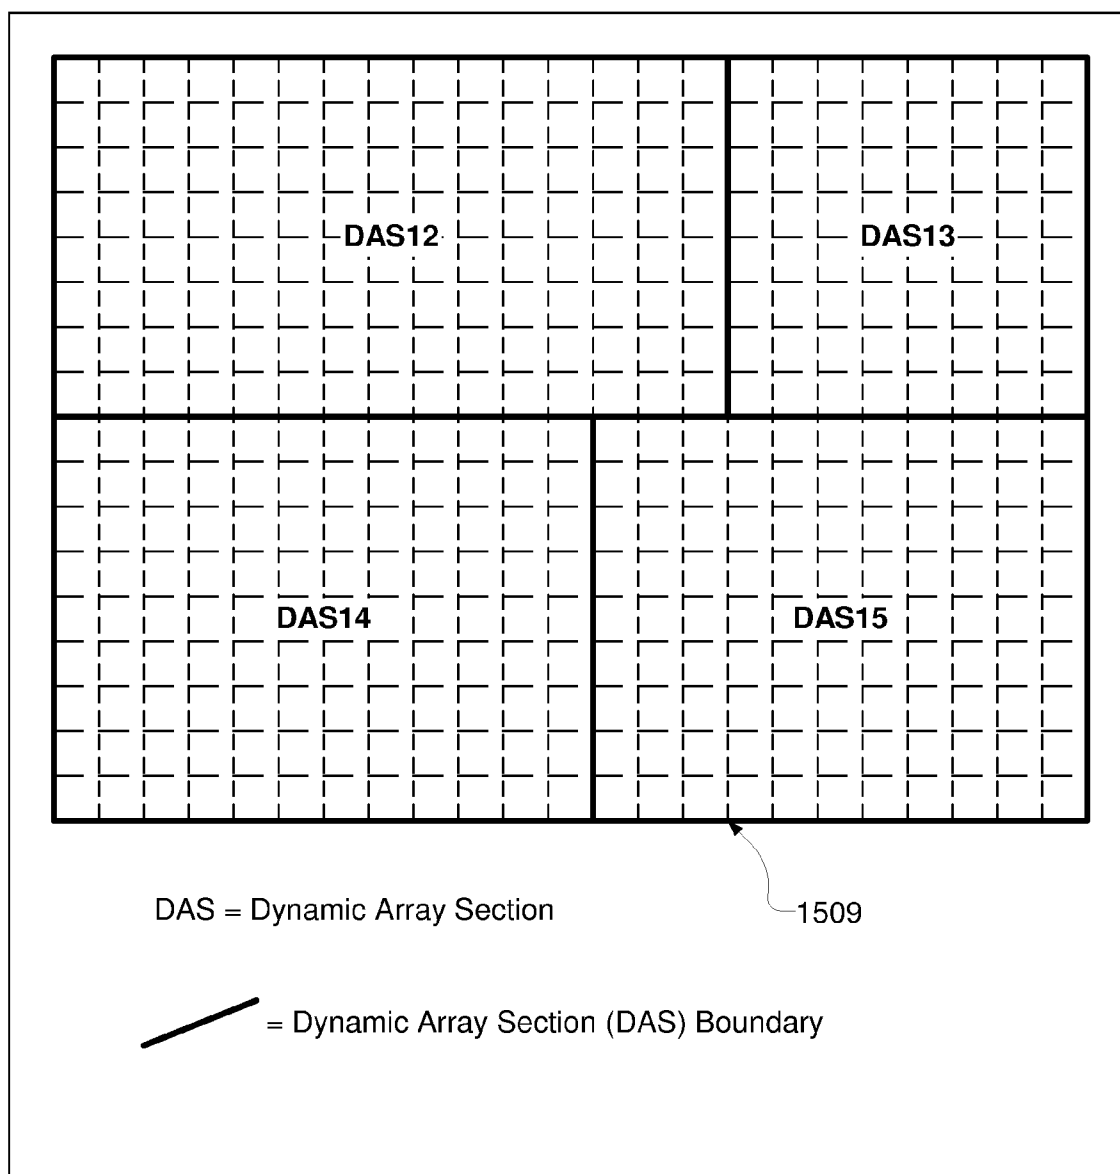 DAS12
DAS13
DAS14
DAS15
DAS = Dynamic Array Section
1509
= Dynamic Array Section (DAS) Boundary